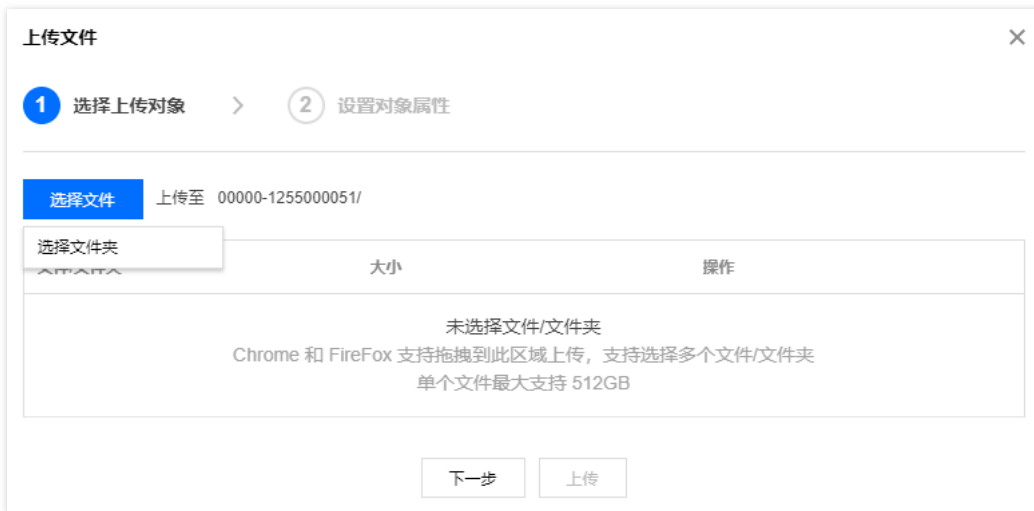 上传文件
1 选择上传对象 > 2 设置对象属性
选择文件 上传至 00000-1255000051/
选择文件夹
大小 操作
未选择文件/文件夹
Chrome 和 FireFox 支持拖拽到此区域上传，支持选择多个文件/文件夹
单个文件最大支持 512GB
下一步 上传